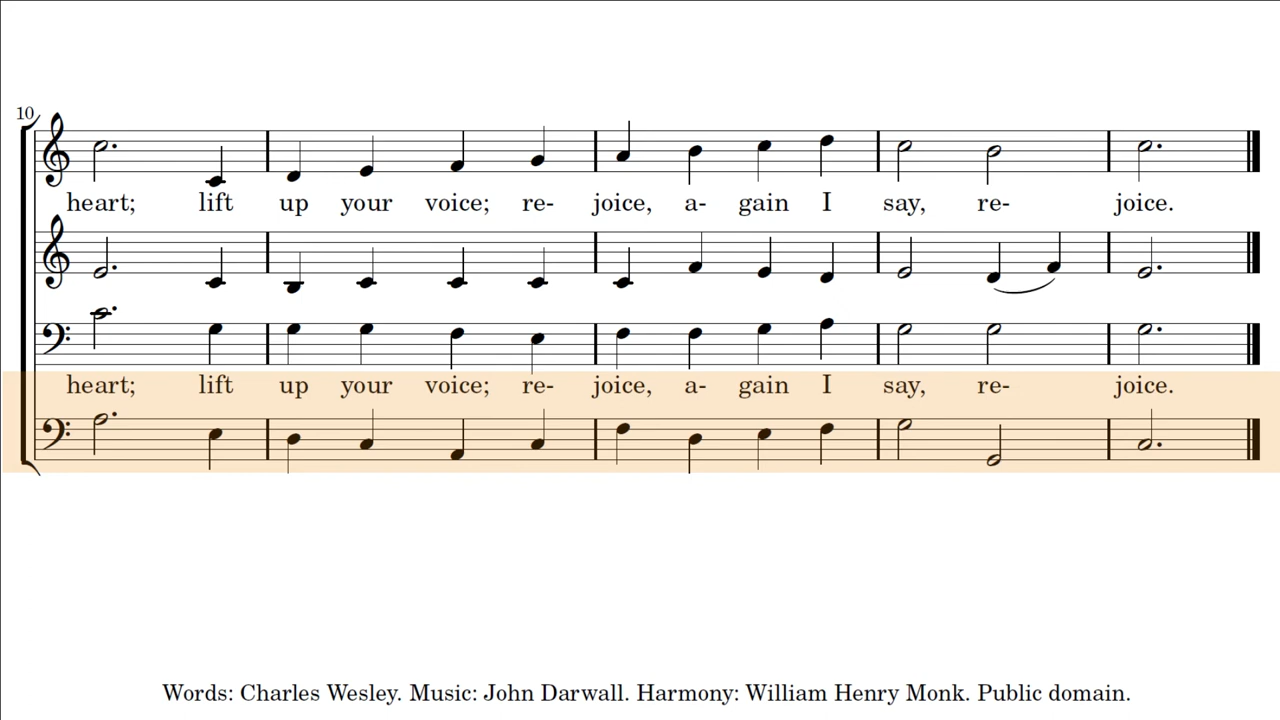 10
heart; lift up your voice; re- joice, a- gain I say, re- joice.
heart; lift up your voice; re- joice, a- gain I say, re- joice.
Words: Charles Wesley. Music: John Darwall. Harmony: William Henry Monk. Public domain.